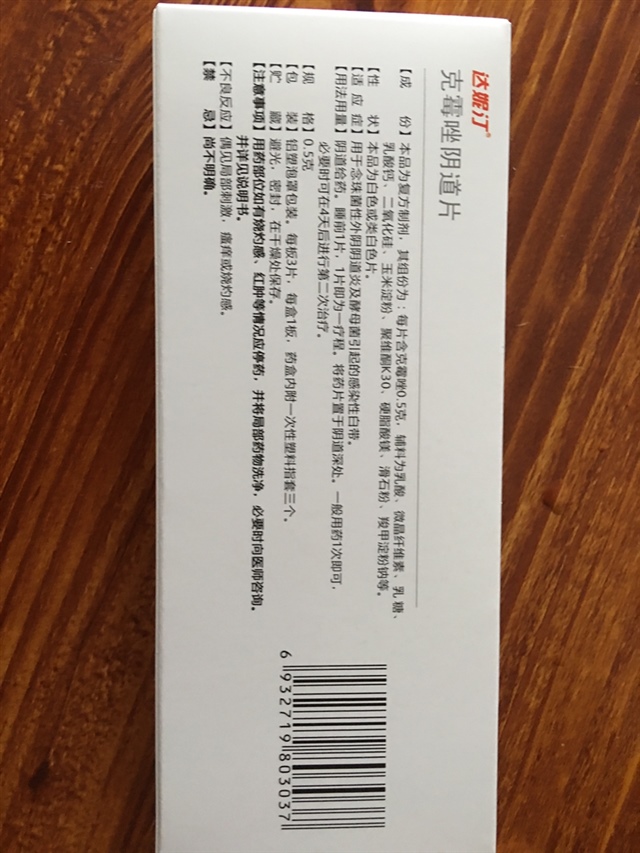 达妮汀®
克霉唑阴道片
【成　份】本品为复方制剂，其组份为：每片含克霉唑0.5克，辅料为乳酸、微晶纤维素、乳糖、
乳酸钙、二氧化硅、玉米淀粉、聚维酮K30、硬脂酸镁、滑石粉、羧甲淀粉钠等。
【性　状】本品为白色或类白色片。
【适 应 症】用于念珠菌性外阴阴道炎及酵母菌引起的感染性白带。
【用法用量】阴道给药。睡前1片，1片即为一疗程。将药片置于阴道深处。一般用药1次即可，
必要时可在4天后进行第二次治疗。
【规　格】0.5克
【包　装】铝塑泡罩包装。每板3片，每盒1板，药盒内附一次性塑料指套三个。
【贮　藏】避光，密封，在干燥处保存。
【注意事项】用药部位如有烧灼感、红肿等情况应停药，并将局部药物洗净，必要时向医师咨询。
并详见说明书。
【不良反应】偶见局部刺激，瘙痒或烧灼感。
【禁　忌】尚不明确。
6 932719 803037